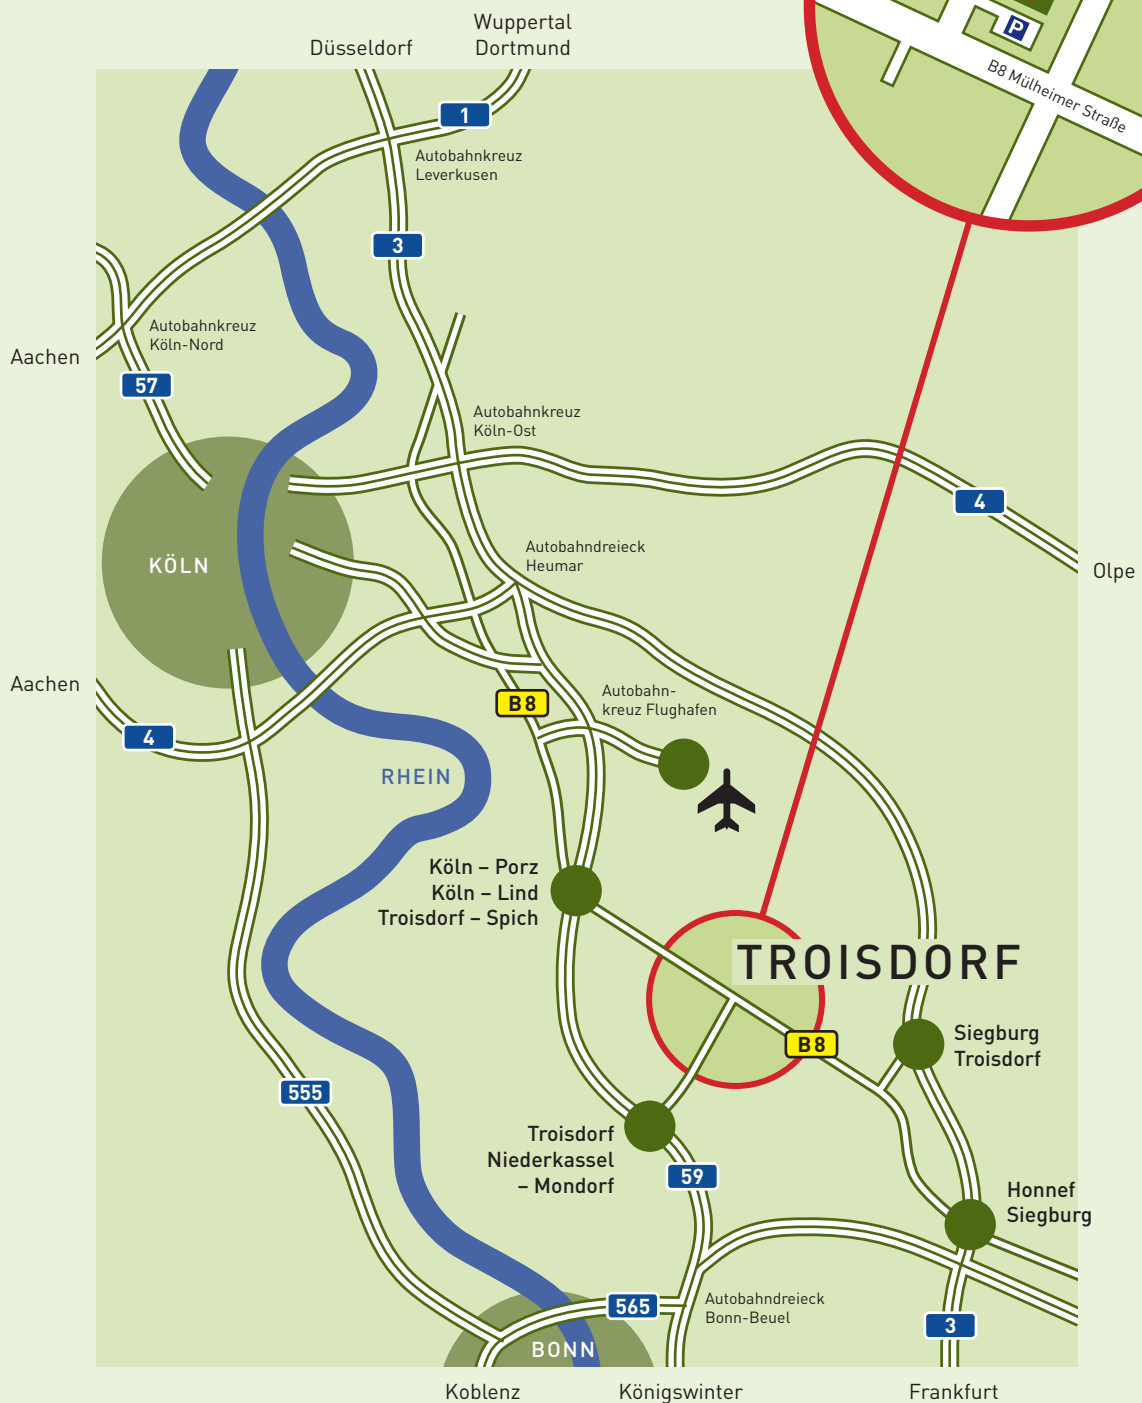 Wuppertal
Dortmund
Düsseldorf
P
B8 Mülheimer Straße
1
Autobahnkreuz
Leverkusen
3
Autobahnkreuz
Köln-Nord
Aachen
57
Autobahnkreuz
Köln-Ost
4
KÖLN
Autobahndreieck
Heumar
Olpe
Aachen
B8
Autobahn-
kreuz Flughafen
4
RHEIN
Köln – Porz
Köln – Lind
Troisdorf – Spich
TROISDORF
B8
Siegburg
Troisdorf
555
Troisdorf
Niederkassel
– Mondorf
59
Honnef
Siegburg
565
Autobahndreieck
Bonn-Beuel
3
BONN
Koblenz
Königswinter
Frankfurt